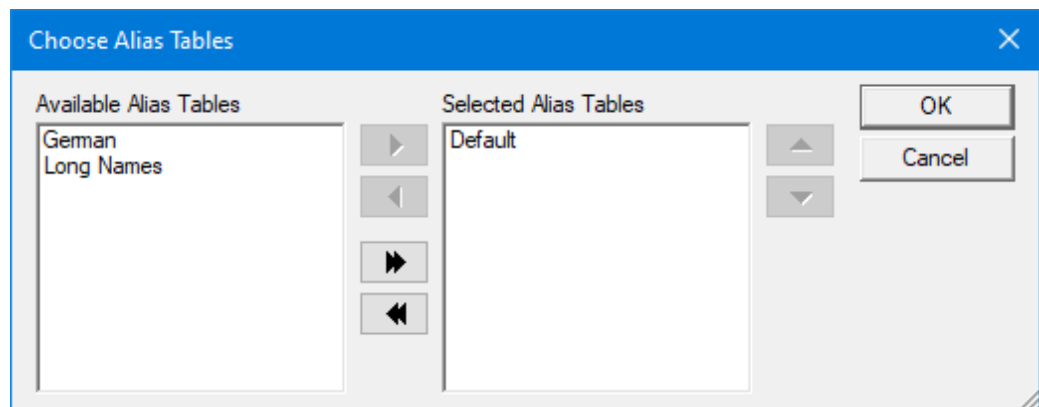 Choose Alias Tables
Available Alias Tables
German
Long Names
Selected Alias Tables
Default
OK
Cancel